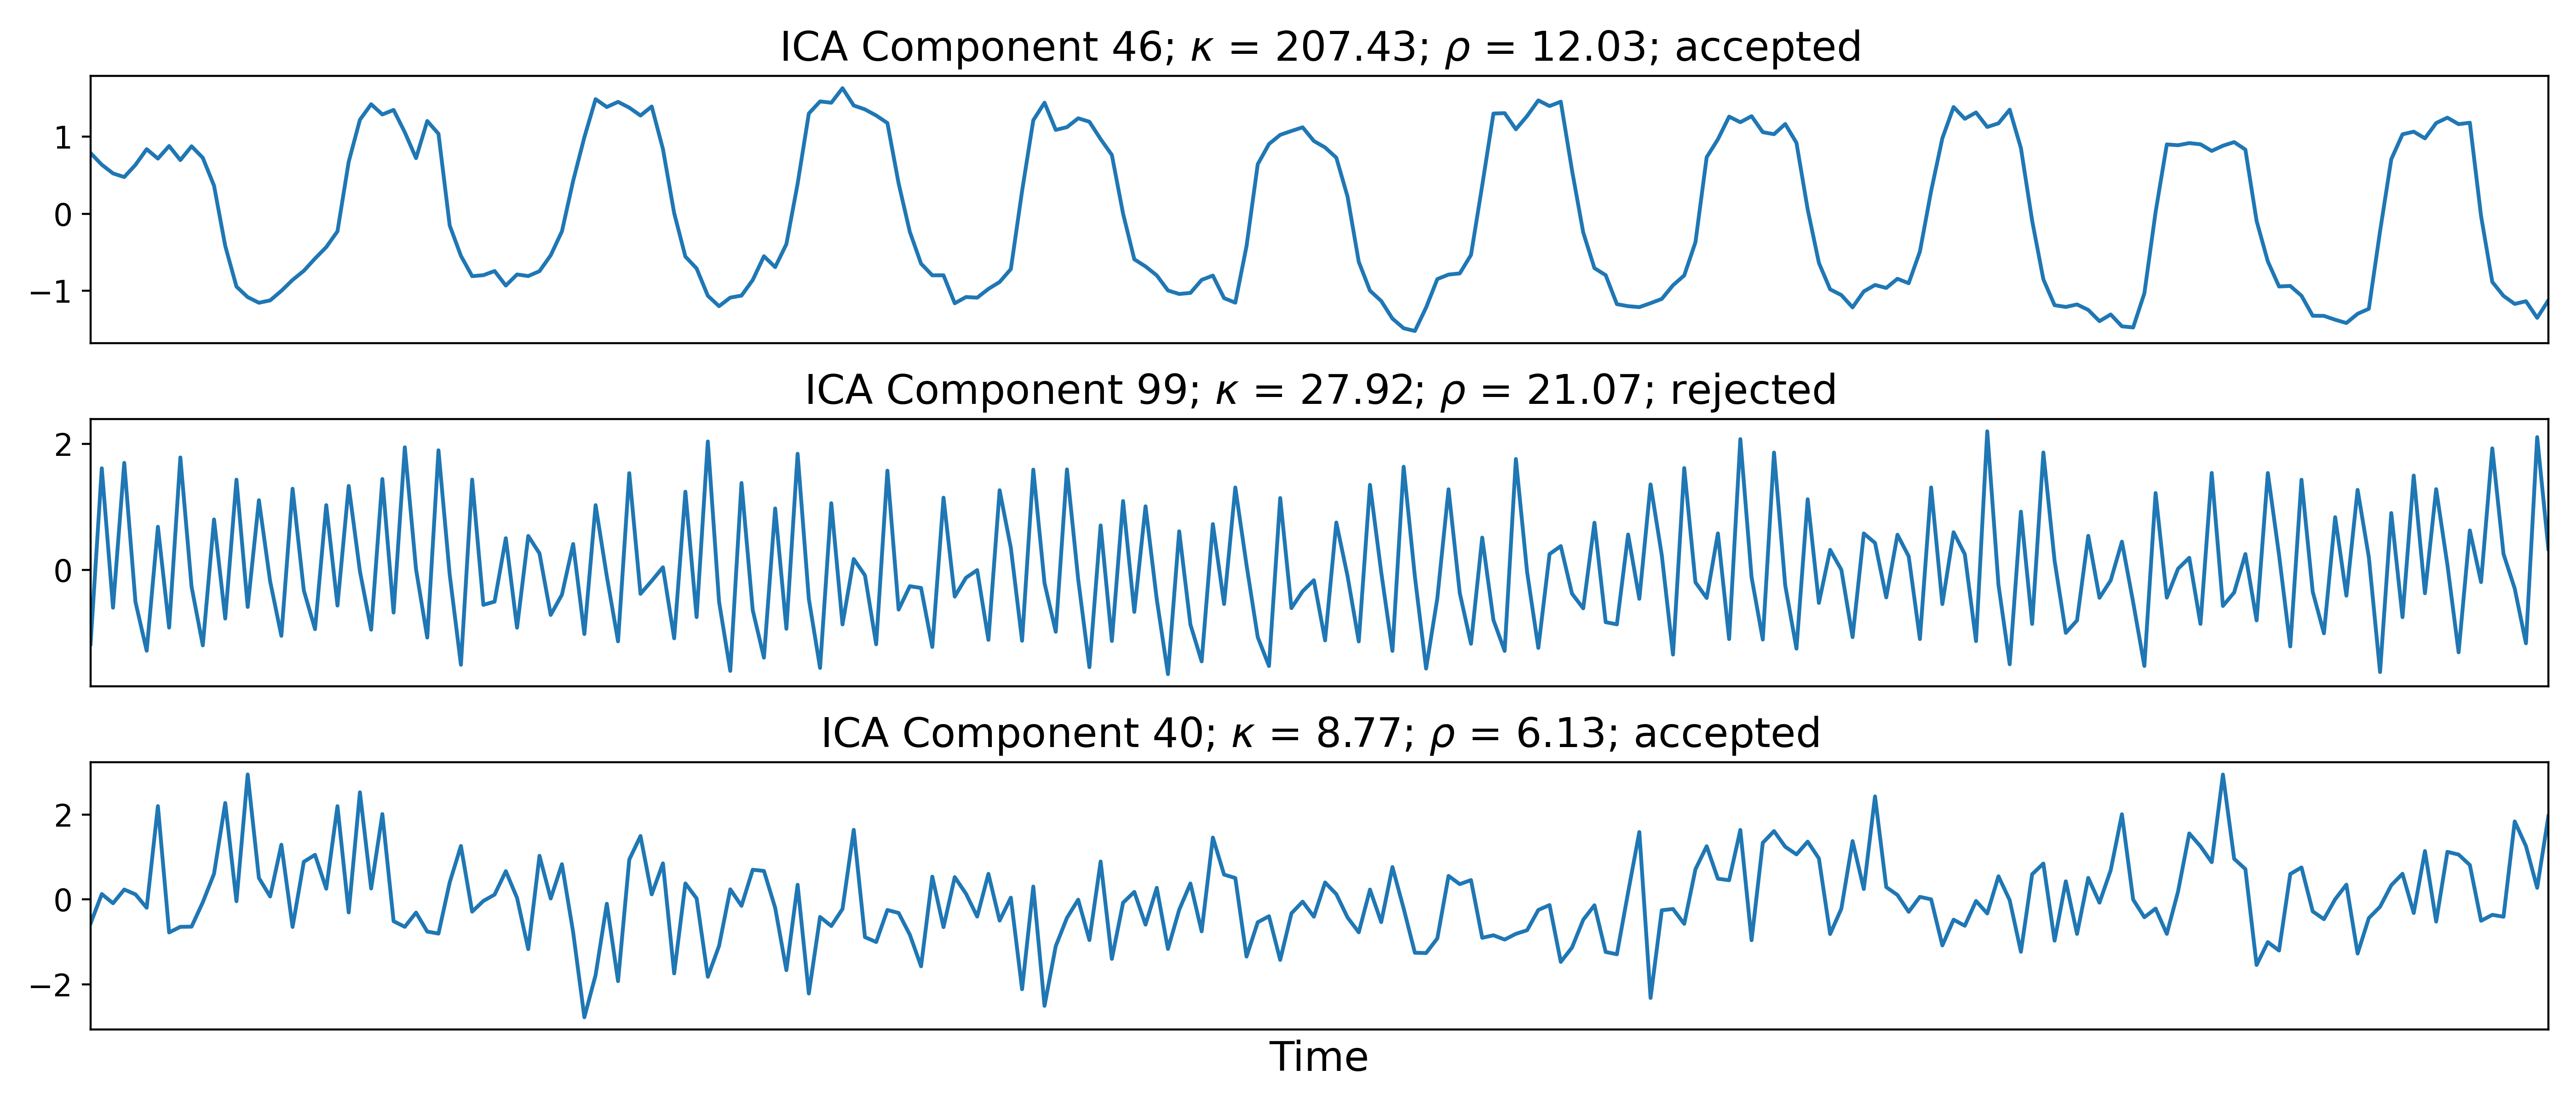 ICA Component 46; κ = 207.43; ρ = 12.03; accepted
1
0
−1
ICA Component 99; κ = 27.92; ρ = 21.07; rejected
2
0
ICA Component 40; κ = 8.77; ρ = 6.13; accepted
2
0
−2
Time